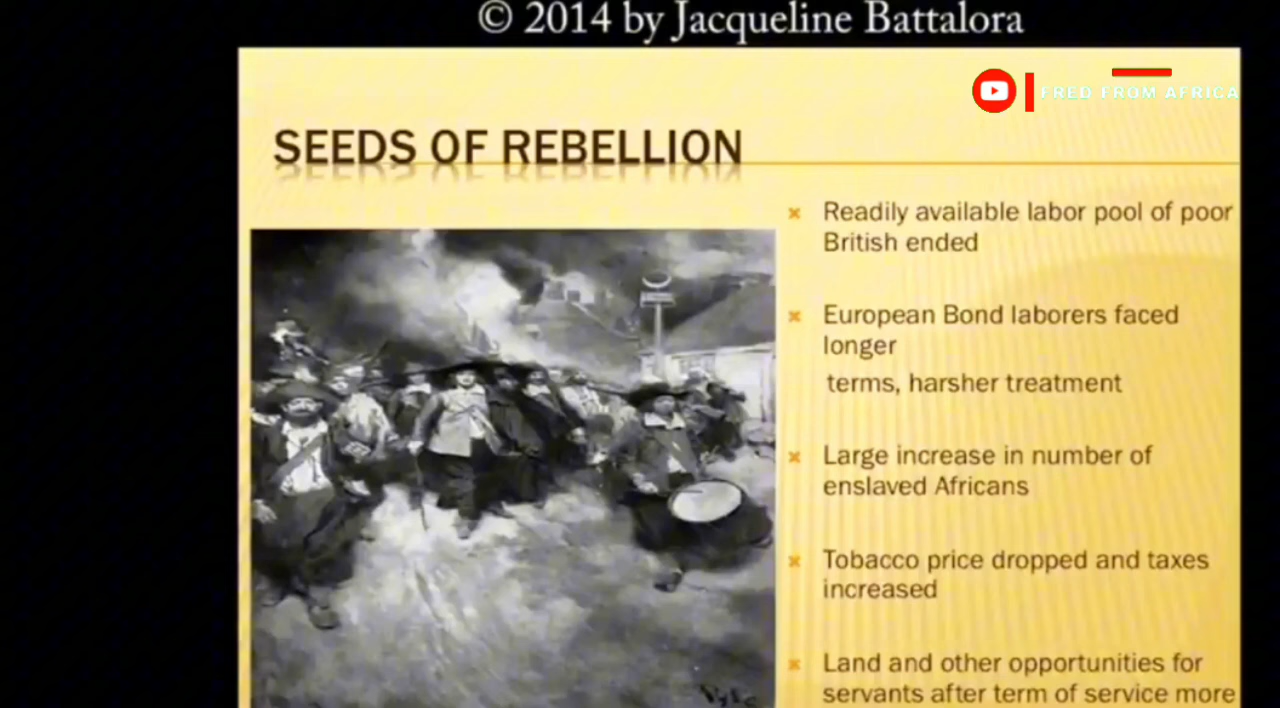 © 2014 by Jacqueline Battalora
FRED FROM AFRICA
SEEDS OF REBELLION
Readily available labor pool of poor
British ended
European Bond laborers faced
longer
terms, harsher treatment
Large increase in number of
enslaved Africans
Tobacco price dropped and taxes
increased
Land and other opportunities for
servants after term of service more